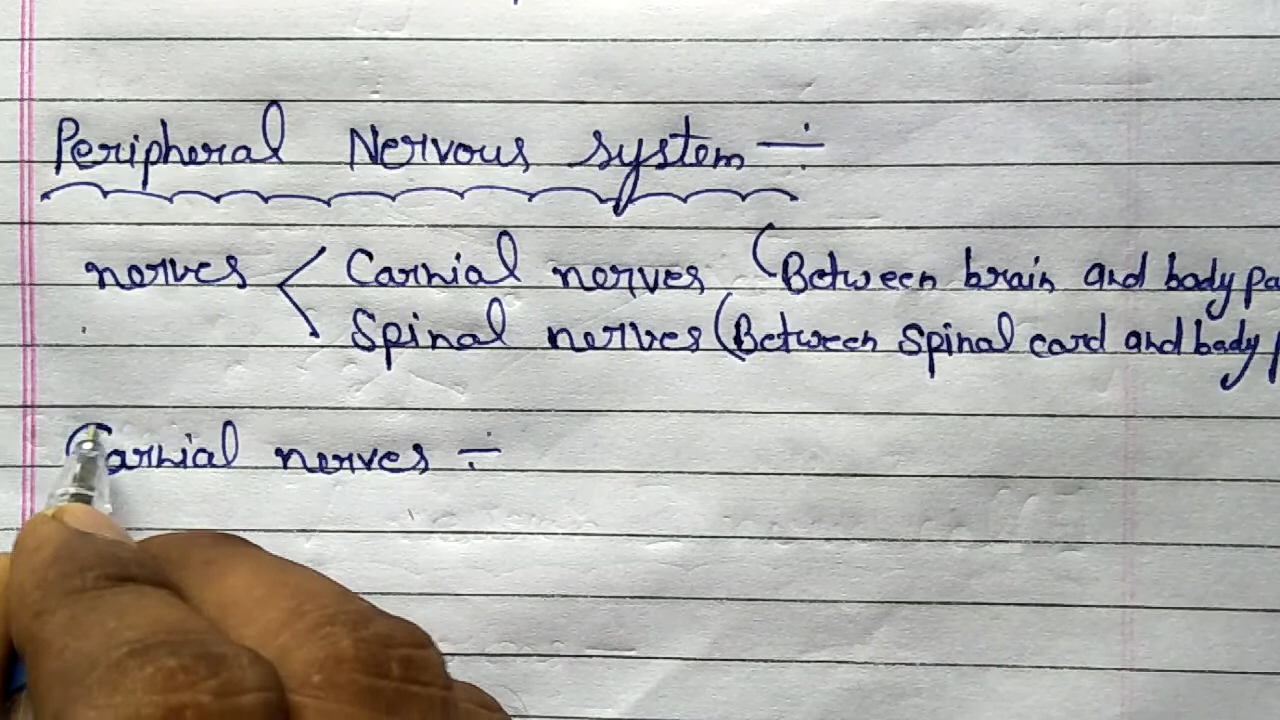 Peripheral Nervous system ÷
nerves < Carnial nerves (Between brain and body pa
Spinal nerves (Between Spinal card and body p
Carnial nerves ÷